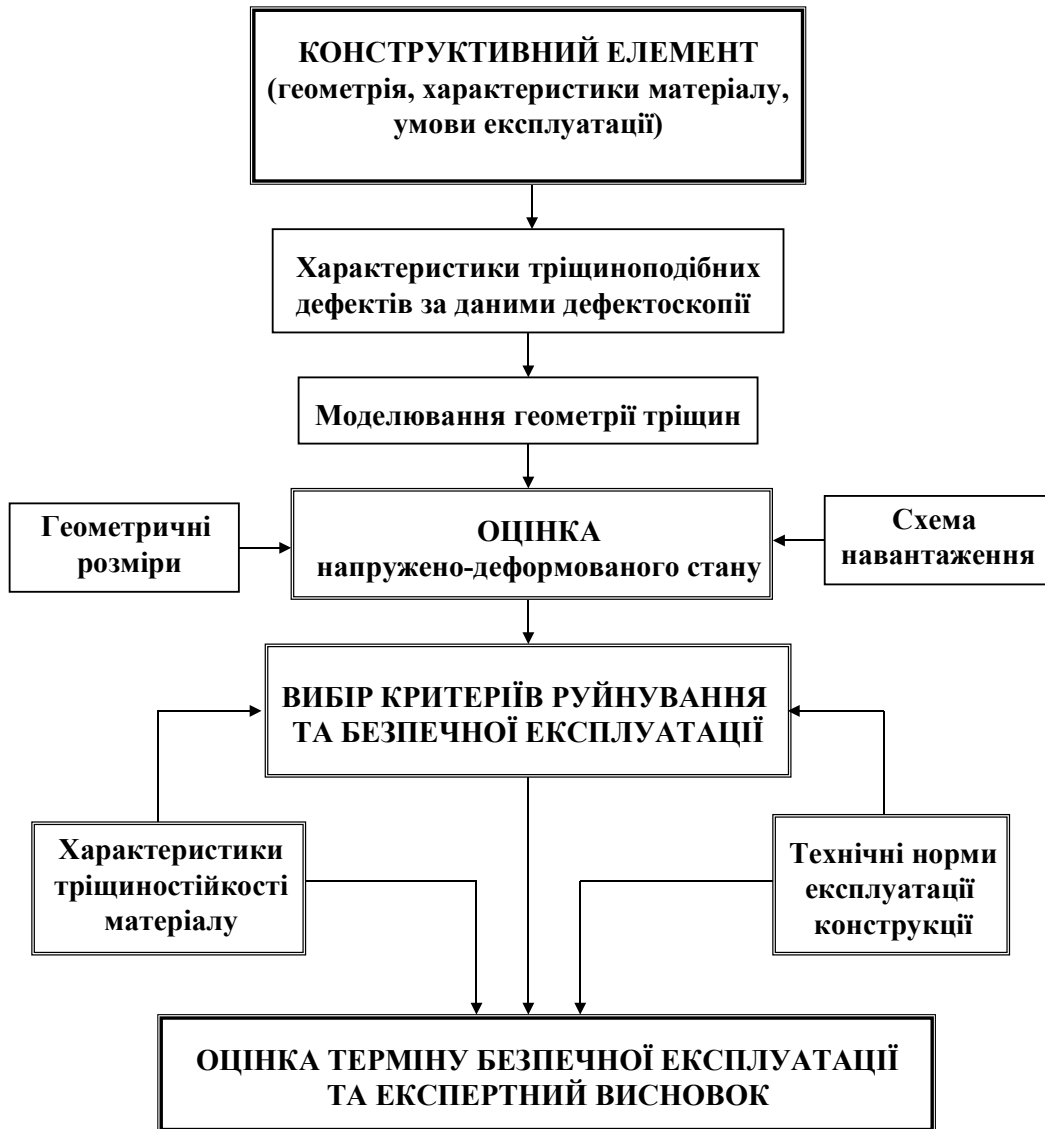 КОНСТРУКТИВНИЙ ЕЛЕМЕНТ
(геометрія, характеристики матеріалу,
умови експлуатації)
Характеристики тріщиноподібних
дефектів за даними дефектоскопії
Моделювання геометрії тріщин
Геометричні
розміри
ОЦІНКА
напружено-деформованого стану
Схема
навантаження
ВИБІР КРИТЕРІЇВ РУЙНУВАННЯ
ТА БЕЗПЕЧНОЇ ЕКСПЛУАТАЦІЇ
Характеристики
тріщиностійкості
матеріалу
Технічні норми
експлуатації
конструкції
ОЦІНКА ТЕРМІНУ БЕЗПЕЧНОЇ ЕКСПЛУАТАЦІЇ
ТА ЕКСПЕРТНИЙ ВИСНОВОК